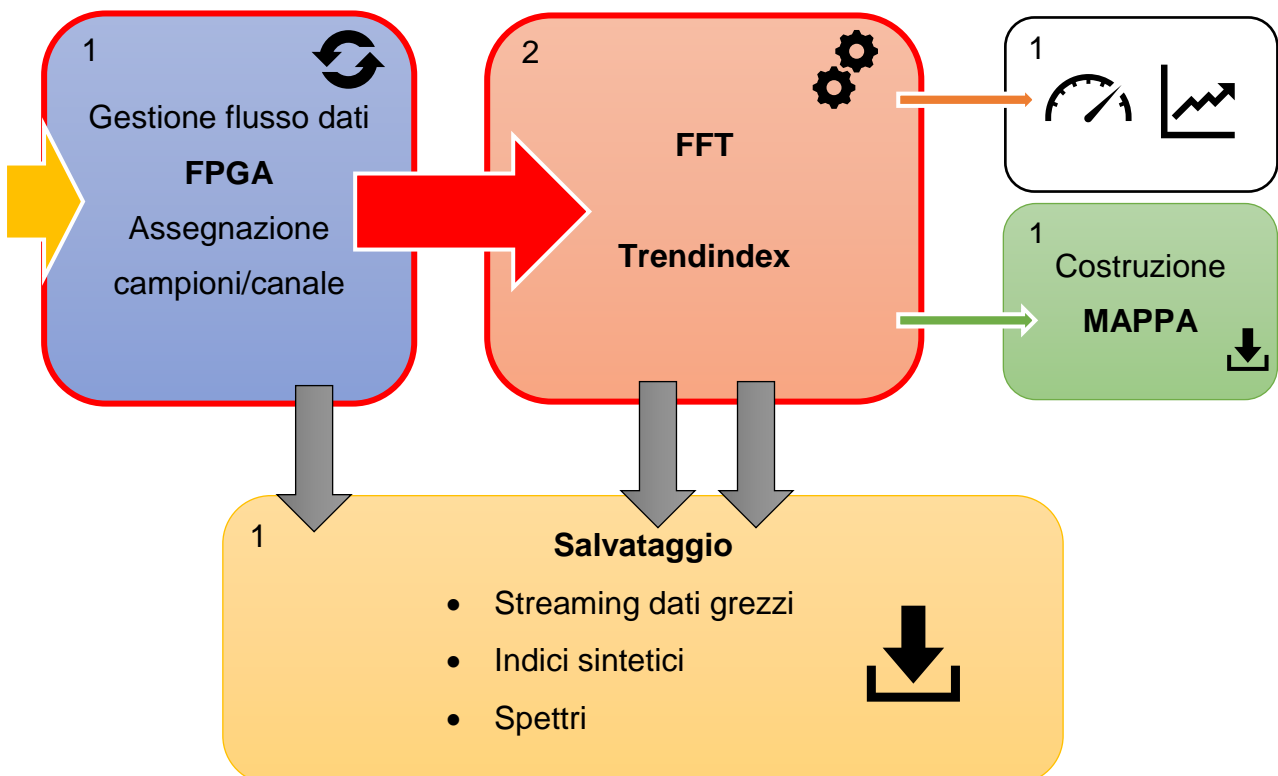 1
Gestione flusso dati
FPGA
Assegnazione
campioni/canale
2
FFT
Trendindex
1
1
Costruzione
MAPPA
1
Salvataggio
• Streaming dati grezzi
• Indici sintetici
• Spettri